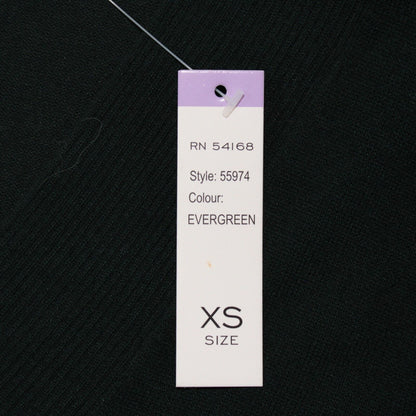 RN 54168
Style: 55974
Colour:
EVERGREEN
XS
SIZE